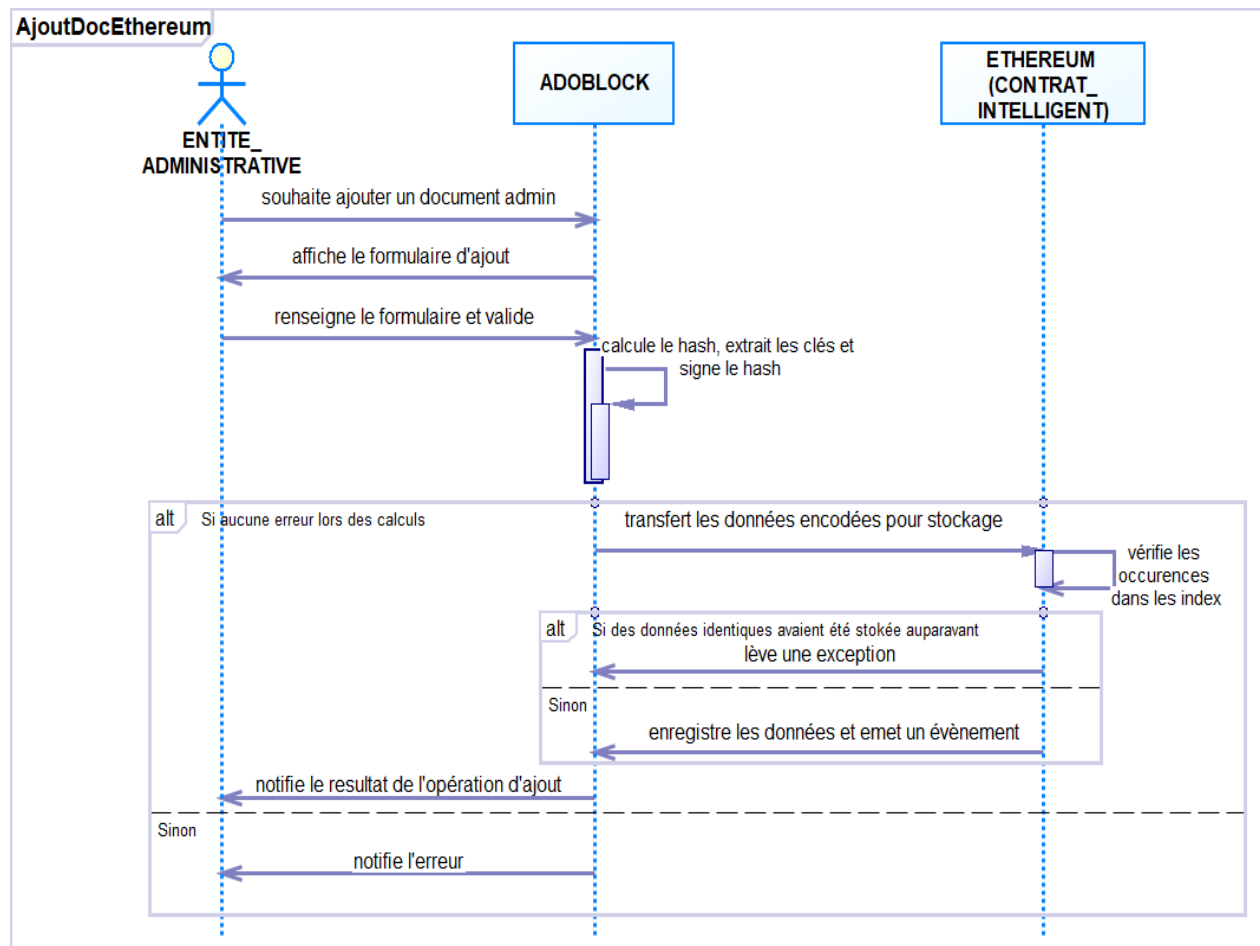 AjoutDocEthereum
ENTITE_
ADMINISTRATIVE
ADOBLOCK
ETHEREUM
(CONTRAT_
INTELLIGENT)
souhaite ajouter un document admin
affiche le formulaire d'ajout
renseigne le formulaire et valide
calcule le hash, extrait les clés et
signe le hash
alt
Si aucune erreur lors des calculs
transfert les données encodées pour stockage
vérifie les
occurences
dans les index
alt
Si des données identiques avaient été stokée auparavant
lève une exception
Sinon
enregistre les données et emet un évènement
notifie le resultat de l'opération d'ajout
Sinon
notifie l'erreur